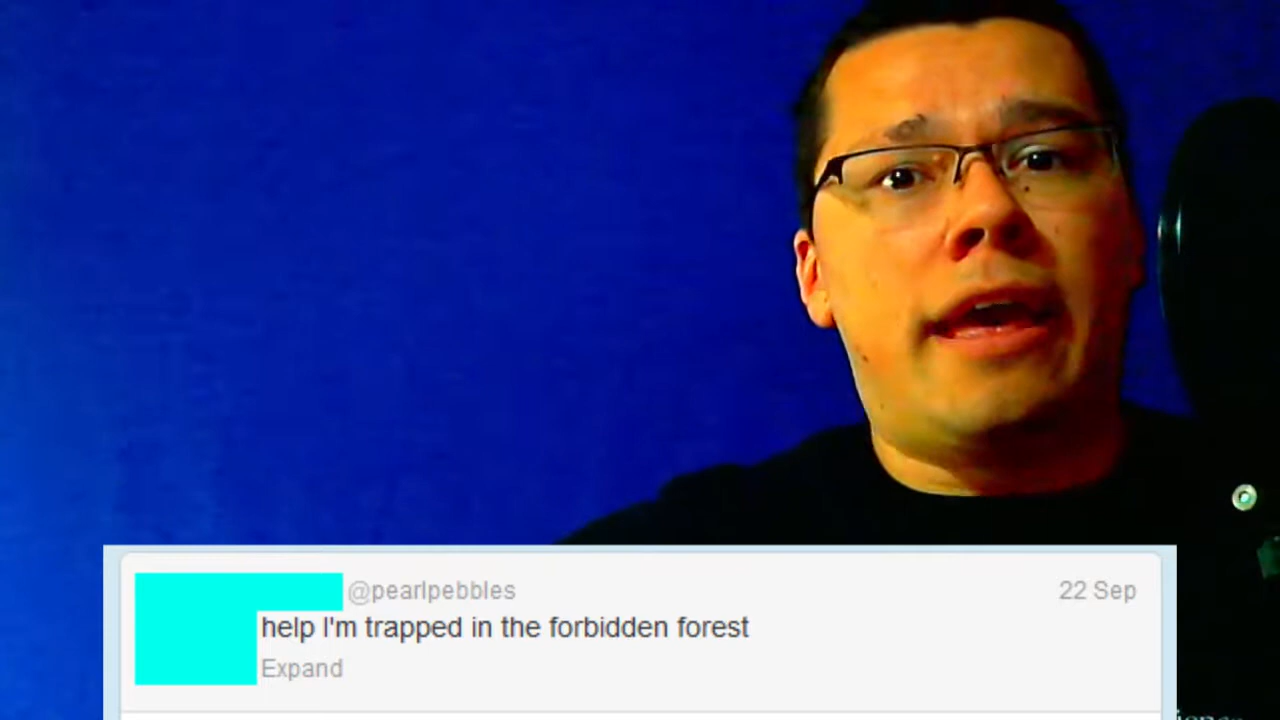 @pearlpebbles 22 Sep
help I'm trapped in the forbidden forest
Expand